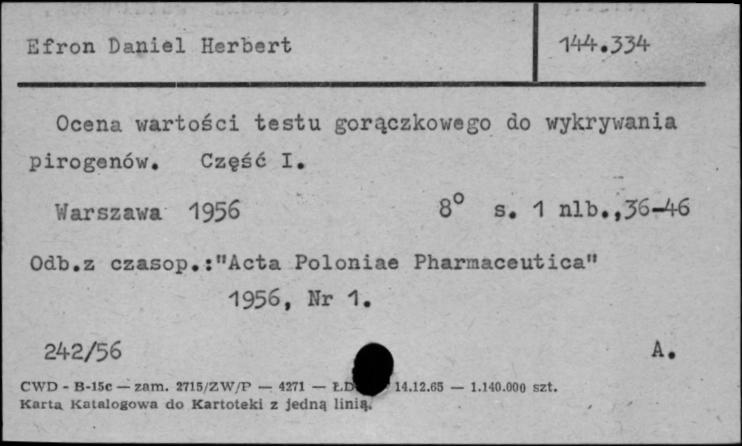 Efron Daniel Herbert 144.334
Ocena wartości testu gorączkowego do wykrywania
pirogenów. Część I.
Warszawa 1956 8° s. 1 nlb.,36-46
Odb.z czasop.:"Acta Poloniae Pharmaceutica"
1956, Nr 1.
242/56 A.
CWD - B-15c — zam. 2715/ZW/P — 4271 — 14.12.65 — 1.140.000 szt.
Karta Katalogowa do Kartoteki z jedną linią.